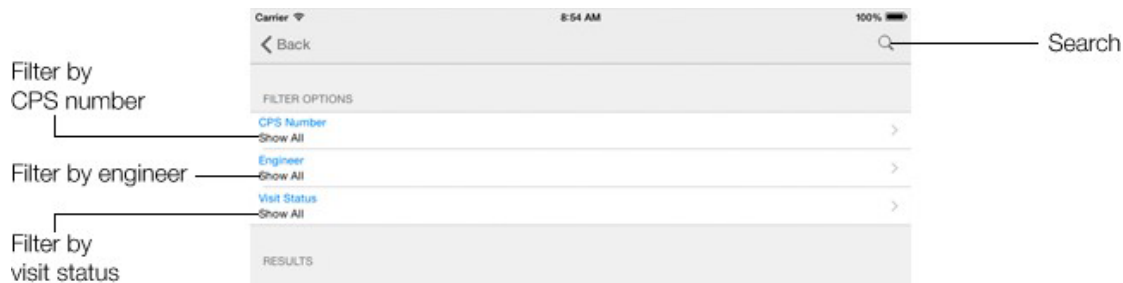 Carrier 8:54 AM 100%
Back
Search
Filter by
CPS number
FILTER OPTIONS
CPS Number
Show All
Filter by engineer
Engineer
Show All
Visit Status
Show All
Filter by
visit status
RESULTS